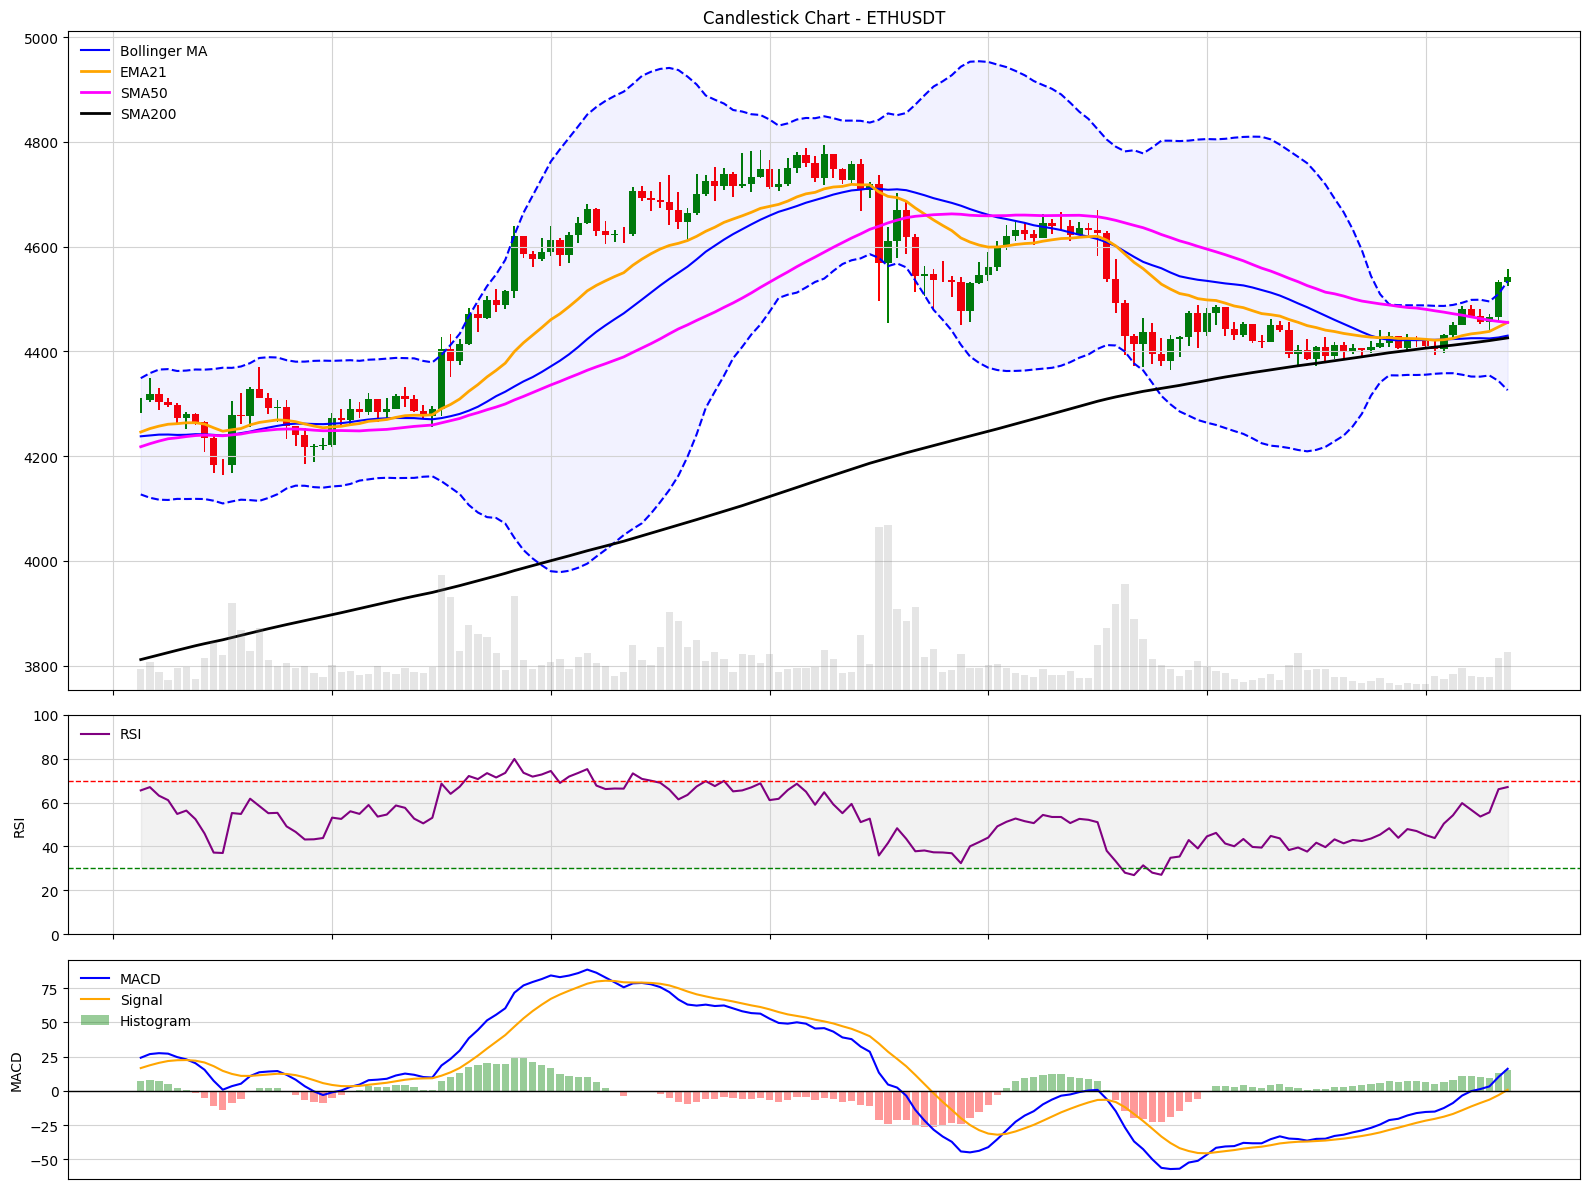 Candlestick Chart - ETHUSDT
5000
4800
4600
4400
4200
4000
3800
Bollinger MA
EMA21
SMA50
SMA200
100
80
60
40
20
0
RSI
RSI
75
50
25
0
−25
−50
MACD
MACD
Signal
Histogram